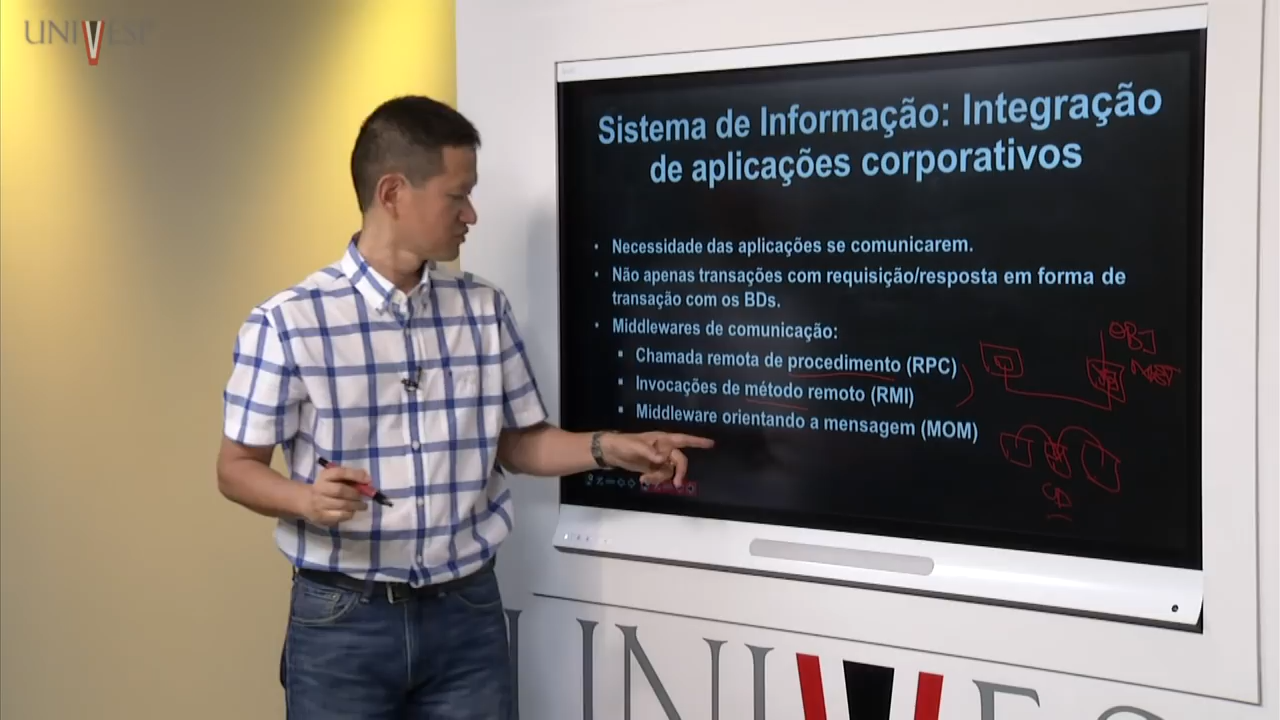 UNIVESP
Sistema de Informação: Integração
de aplicações corporativos
• Necessidade das aplicações se comunicarem.
• Não apenas transações com requisição/resposta em forma de
transação com os BDs.
• Middlewares de comunicação:
▪ Chamada remota de procedimento (RPC)
▪ Invocações de método remoto (RMI)
▪ Middleware orientando a mensagem (MOM)
OBJ
UNIVESP